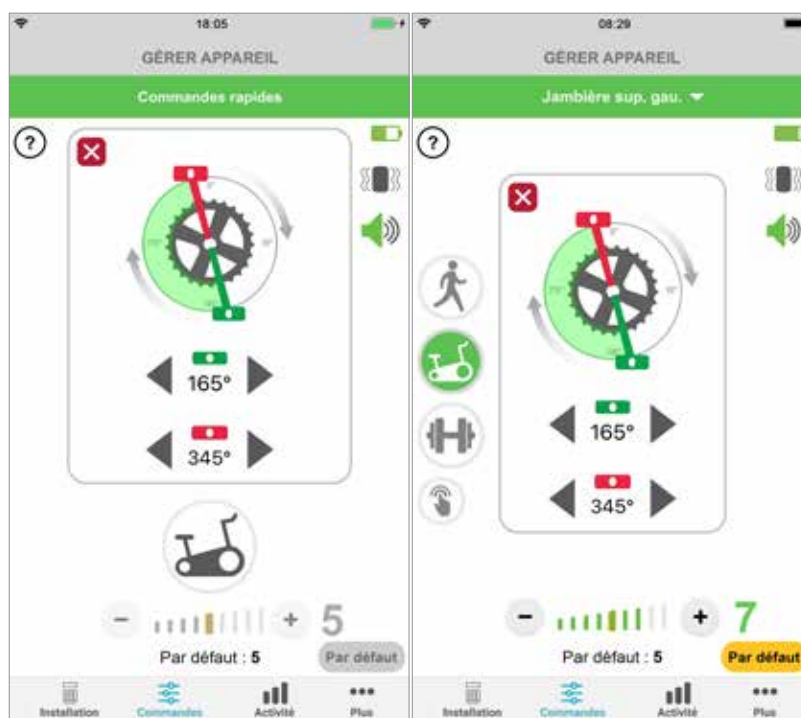 18:05
GÉRER APPAREIL
Commandes rapides
?
165°
345°
5
Par défaut : 5
Par défaut
Installation
Commandes
Activité
Plus
08:29
GÉRER APPAREIL
Jambière sup. gau.
?
165°
345°
7
Par défaut : 5
Par défaut
Installation
Commandes
Activité
Plus